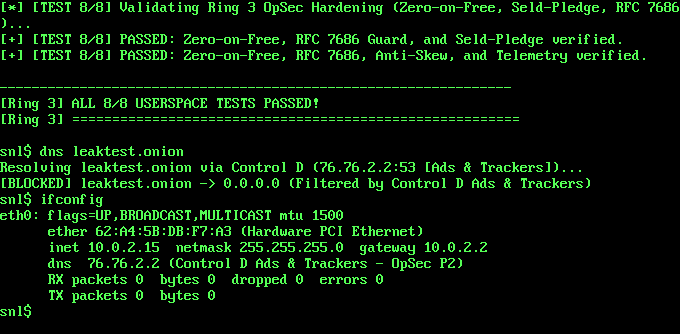 [*] [TEST 8/8] Validating Ring 3 OpSec Hardening (Zero-on-Free, Seld-Pledge, RFC 7686
)...
[+] [TEST 8/8] PASSED: Zero-on-Free, RFC 7686 Guard, and Seld-Pledge verified.
[+] [TEST 8/8] PASSED: Zero-on-Free, RFC 7686, Anti-Skew, and Telemetry verified.
----------------------------------------------------------------
[Ring 3] ALL 8/8 USERSPACE TESTS PASSED!
[Ring 3] ========================================================
snl$ dns leaktest.onion
Resolving leaktest.onion via Control D (76.76.2.2:53 [Ads & Trackers])...
[BLOCKED] leaktest.onion -> 0.0.0.0 (Filtered by Control D Ads & Trackers)
snl$ ifconfig
eth0: flags=UP,BROADCAST,MULTICAST mtu 1500
ether 62:A4:5B:DB:F7:A3 (Hardware PCI Ethernet)
inet 10.0.2.15 netmask 255.255.255.0 gateway 10.0.2.2
dns 76.76.2.2 (Control D Ads & Trackers - OpSec P2)
RX packets 0 bytes 0 dropped 0 errors 0
TX packets 0 bytes 0
snl$